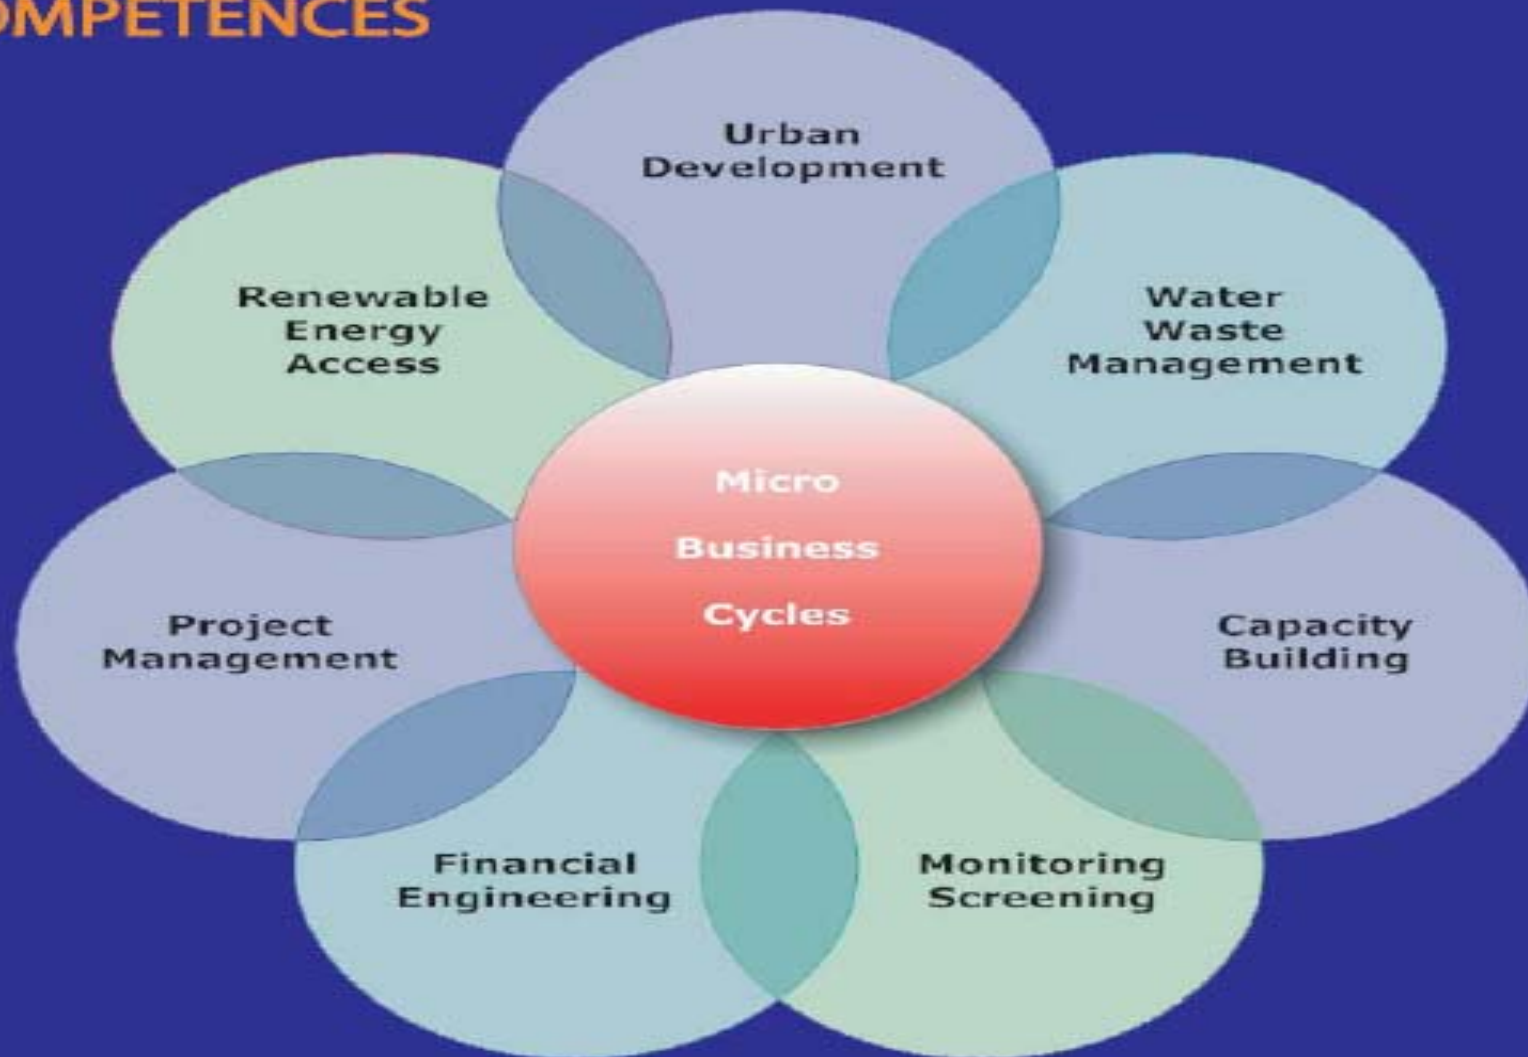 OMPETENCES
Urban
Development
Renewable
Energy
Access
Water
Waste
Management
Micro
Business
Cycles
Project
Management
Capacity
Building
Financial
Engineering
Monitoring
Screening